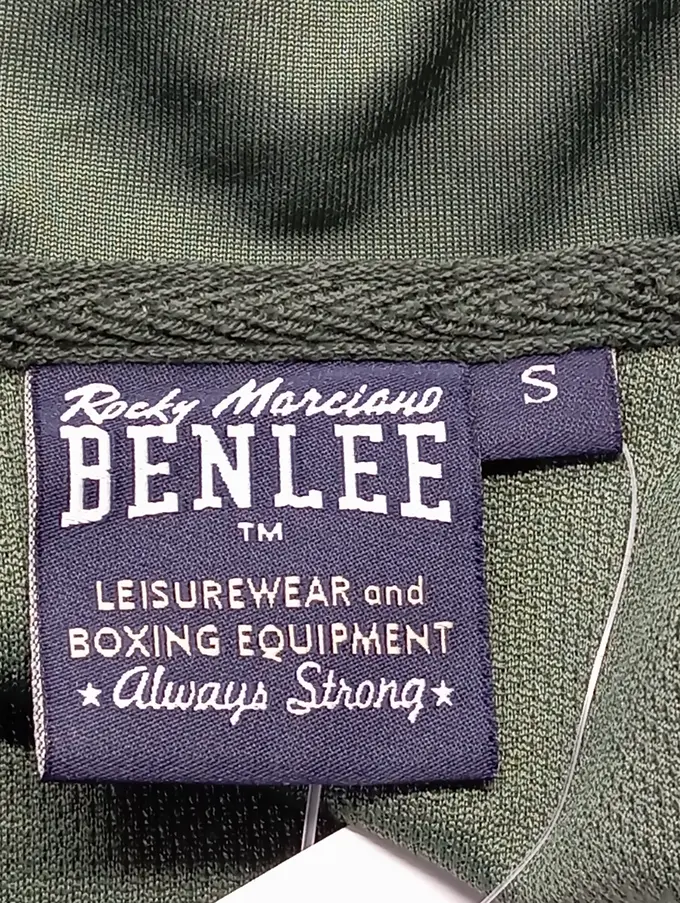 Rocky Marciano
BENLEE
TM
S
LEISUREWEAR and
BOXING EQUIPMENT
★ Always Strong ★